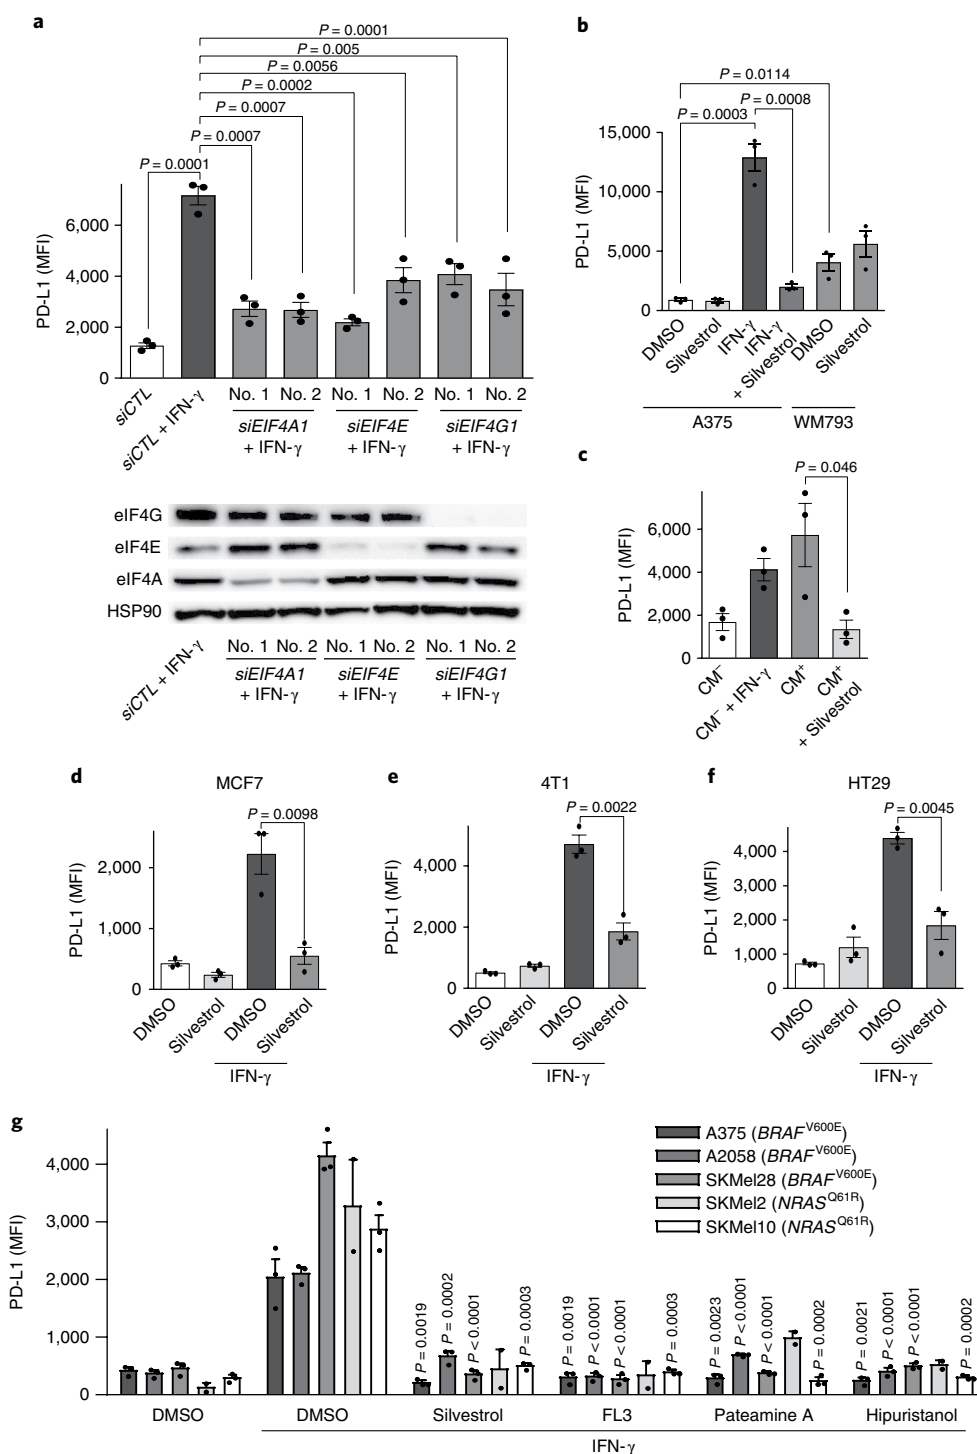 a
P = 0.0001
P = 0.005
P = 0.0056
P = 0.0002
P = 0.0007
P = 0.0007
P = 0.0001
PD-L1 (MFI)
6,000
4,000
2,000
0
siCTL
siCTL + IFN-γ
No. 1 No. 2 No. 1 No. 2 No. 1 No. 2
siEIF4A1 siEIF4E siEIF4G1
+ IFN-γ + IFN-γ + IFN-γ
eIF4G
eIF4E
eIF4A
HSP90
siCTL + IFN-γ
No. 1 No. 2 No. 1 No. 2 No. 1 No. 2
siEIF4A1 siEIF4E siEIF4G1
+ IFN-γ + IFN-γ + IFN-γ
b
P = 0.0114
P = 0.0008
P = 0.0003
PD-L1 (MFI)
15,000
10,000
5,000
0
DMSO
Silvestrol
IFN-γ
IFN-γ
+ Silvestrol
DMSO
Silvestrol
A375 WM793
c
P = 0.046
PD-L1 (MFI)
6,000
4,000
2,000
0
CM⁻
CM⁻ + IFN-γ
CM⁺
CM⁺
+ Silvestrol
d
MCF7
P = 0.0098
PD-L1 (MFI)
2,000
1,000
0
DMSO
Silvestrol
DMSO
Silvestrol
IFN-γ
e
4T1
P = 0.0022
PD-L1 (MFI)
4,000
2,000
0
DMSO
Silvestrol
DMSO
Silvestrol
IFN-γ
f
HT29
P = 0.0045
PD-L1 (MFI)
4,000
3,000
2,000
1,000
0
DMSO
Silvestrol
DMSO
Silvestrol
IFN-γ
g
A375 (BRAF V600E)
A2058 (BRAF V600E)
SKMel28 (BRAF V600E)
SKMel2 (NRAS Q61R)
SKMel10 (NRAS Q61R)
PD-L1 (MFI)
4,000
3,000
2,000
1,000
0
P = 0.0019
P = 0.0002
P < 0.0001
P = 0.0003
P = 0.0019
P < 0.0001
P < 0.0001
P = 0.0003
P = 0.0023
P < 0.0001
P < 0.0001
P = 0.0002
P = 0.0021
P < 0.0001
P < 0.0001
P = 0.0002
DMSO DMSO Silvestrol FL3 Pateamine A Hipuristanol
IFN-γ